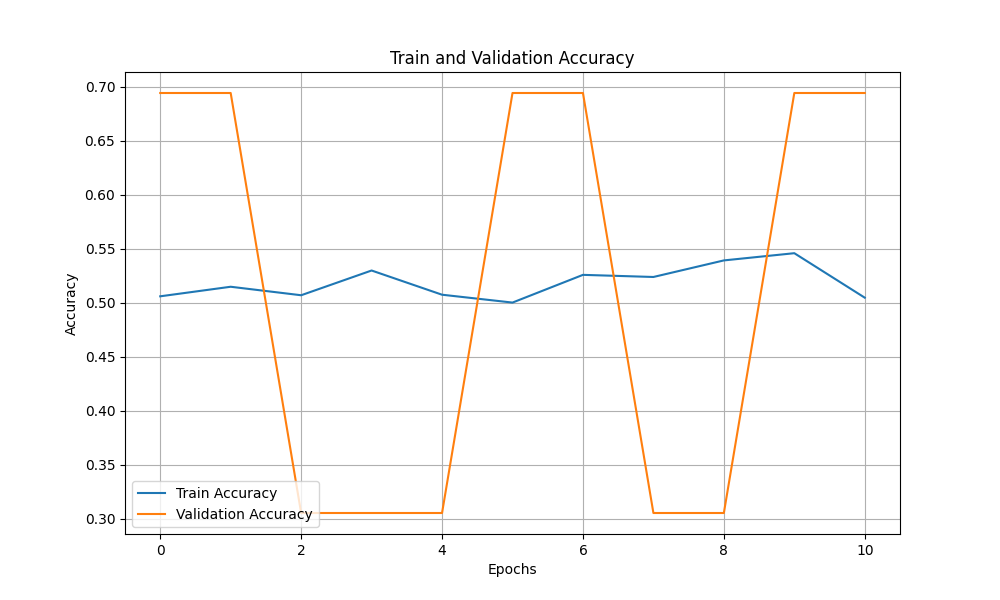 Train and Validation Accuracy
Accuracy
0.70
0.65
0.60
0.55
0.50
0.45
0.40
0.35
0.30
Train Accuracy
Validation Accuracy
0 2 4 6 8 10
Epochs